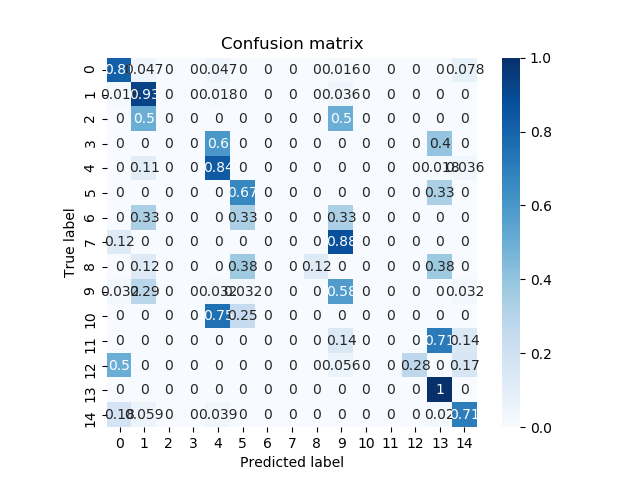 Confusion matrix
0 0.81 0.047 0 0 0.047 0 0 0 0 0.016 0 0 0 0 0.078
1 0.018 0.93 0 0 0.018 0 0 0 0 0.036 0 0 0 0 0
2 0 0.5 0 0 0 0 0 0 0 0.5 0 0 0 0 0
3 0 0 0 0 0.6 0 0 0 0 0 0 0 0 0.4 0
4 0 0.11 0 0 0.84 0 0 0 0 0 0 0 0 0.018 0.036
5 0 0 0 0 0 0.67 0 0 0 0 0 0 0 0.33 0
6 0 0.33 0 0 0 0.33 0 0 0 0.33 0 0 0 0 0
7 0.12 0 0 0 0 0 0 0 0 0.88 0 0 0 0 0
8 0 0.12 0 0 0 0.38 0 0 0.12 0 0 0 0 0.38 0
9 0.032 0.29 0 0 0.032 0.032 0 0 0 0.58 0 0 0 0 0.032
10 0 0 0 0 0.75 0.25 0 0 0 0 0 0 0 0 0
11 0 0 0 0 0 0 0 0 0 0.14 0 0 0 0.71 0.14
12 0.5 0 0 0 0 0 0 0 0 0.056 0 0 0.28 0 0.17
13 0 0 0 0 0 0 0 0 0 0 0 0 0 1 0
14 0.18 0.059 0 0 0.039 0 0 0 0 0 0 0 0 0.02 0.71
0 1 2 3 4 5 6 7 8 9 10 11 12 13 14
Predicted label
True label
1.0
0.8
0.6
0.4
0.2
0.0